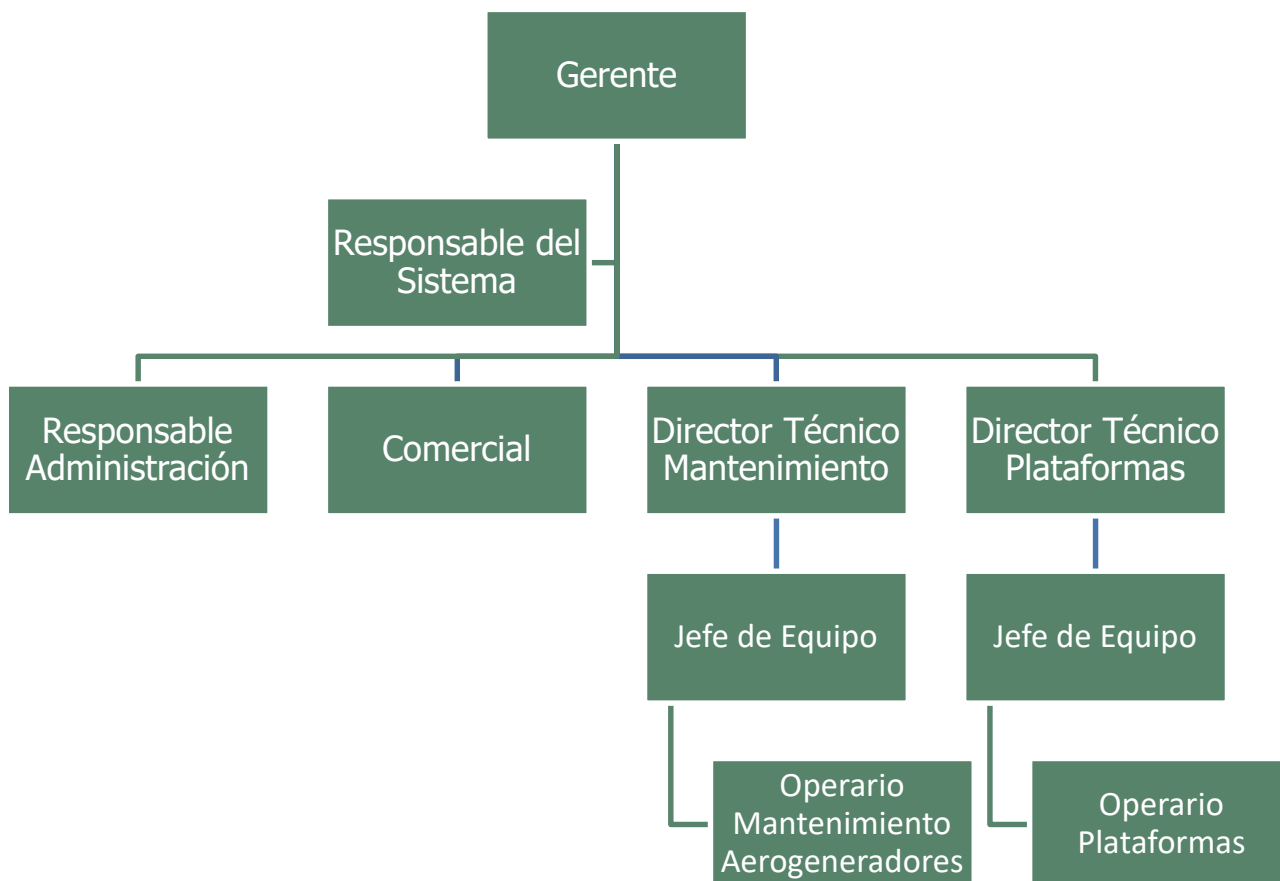 Gerente
Responsable del
Sistema
Responsable
Administración
Comercial
Director Técnico
Mantenimiento
Director Técnico
Plataformas
Jefe de Equipo
Jefe de Equipo
Operario
Mantenimiento
Aerogeneradores
Operario
Plataformas